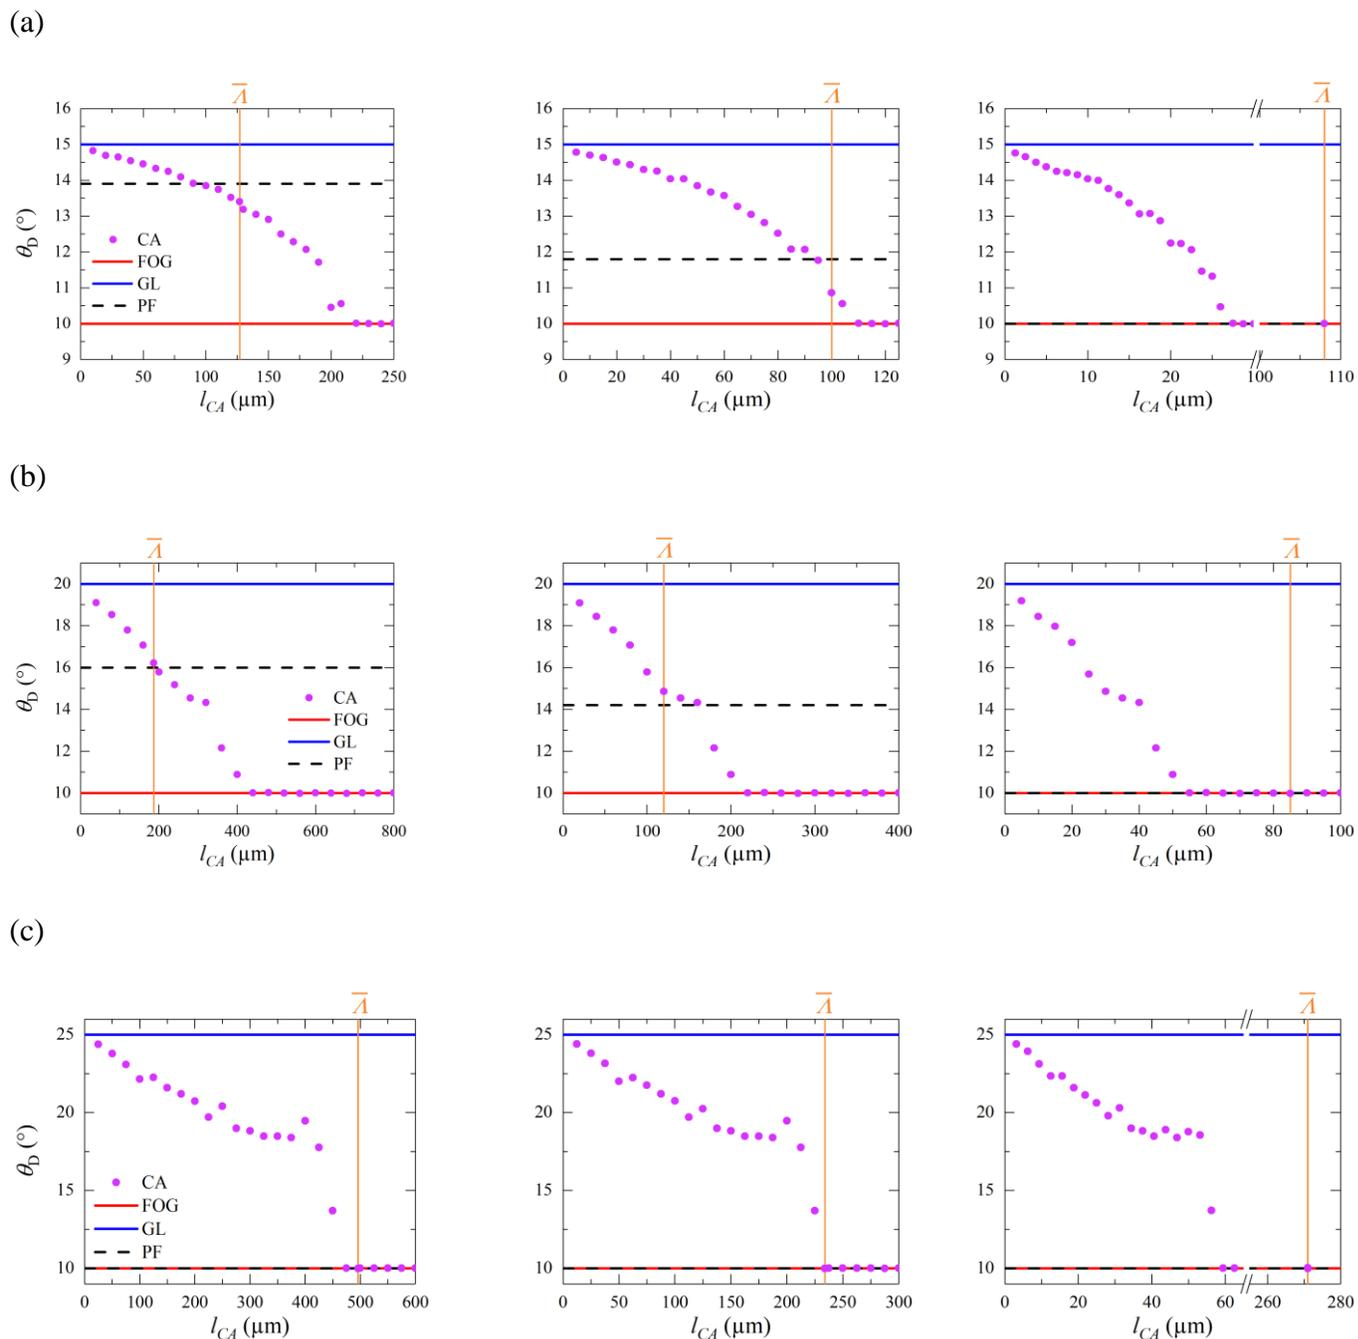 (a)
Λ̅ Λ̅ Λ̅
16 16 16
15 15 15
14 14 14
13 13 13
12 12 12
11 11 11
10 10 10
9 9 9
θD (°)
CA
FOG
GL
PF
0 50 100 150 200 250 0 20 40 60 80 100 120 0 10 20 100 110
lCA (µm) lCA (µm) lCA (µm)
(b)
Λ̅ Λ̅ Λ̅
20 20 20
18 18 18
16 16 16
14 14 14
12 12 12
10 10 10
θD (°)
CA
FOG
GL
PF
0 200 400 600 800 0 100 200 300 400 0 20 40 60 80 100
lCA (µm) lCA (µm) lCA (µm)
(c)
Λ̅ Λ̅ Λ̅
25 25 25
20 20 20
15 15 15
10 10 10
θD (°)
CA
FOG
GL
PF
0 100 200 300 400 500 600 0 50 100 150 200 250 300 0 20 40 60 260 280
lCA (µm) lCA (µm) lCA (µm)